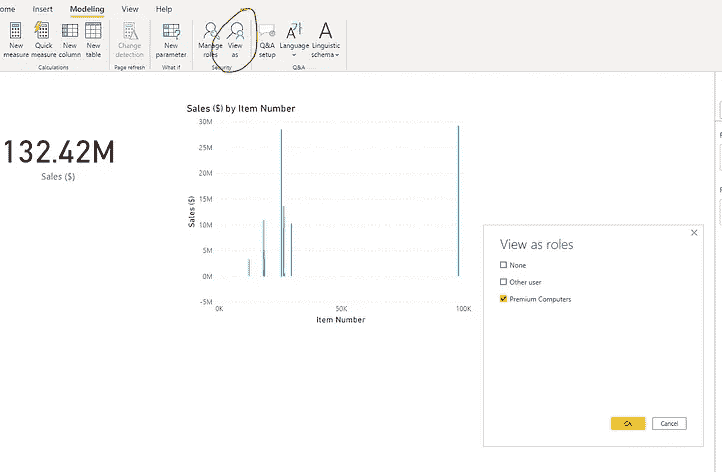 ome Insert Modeling View Help
New measure Quick measure New column New table Change detection New parameter Manage roles View as Q&A setup Language Linguistic schema
Calculations Page refresh What if Security Q&A
Sales ($) by Item Number
132.42M
Sales ($)
30M
25M
20M
15M
10M
5M
0M
-5M
Sales ($)
0K 50K 100K
Item Number
View as roles
None
Other user
Premium Computers
Cancel